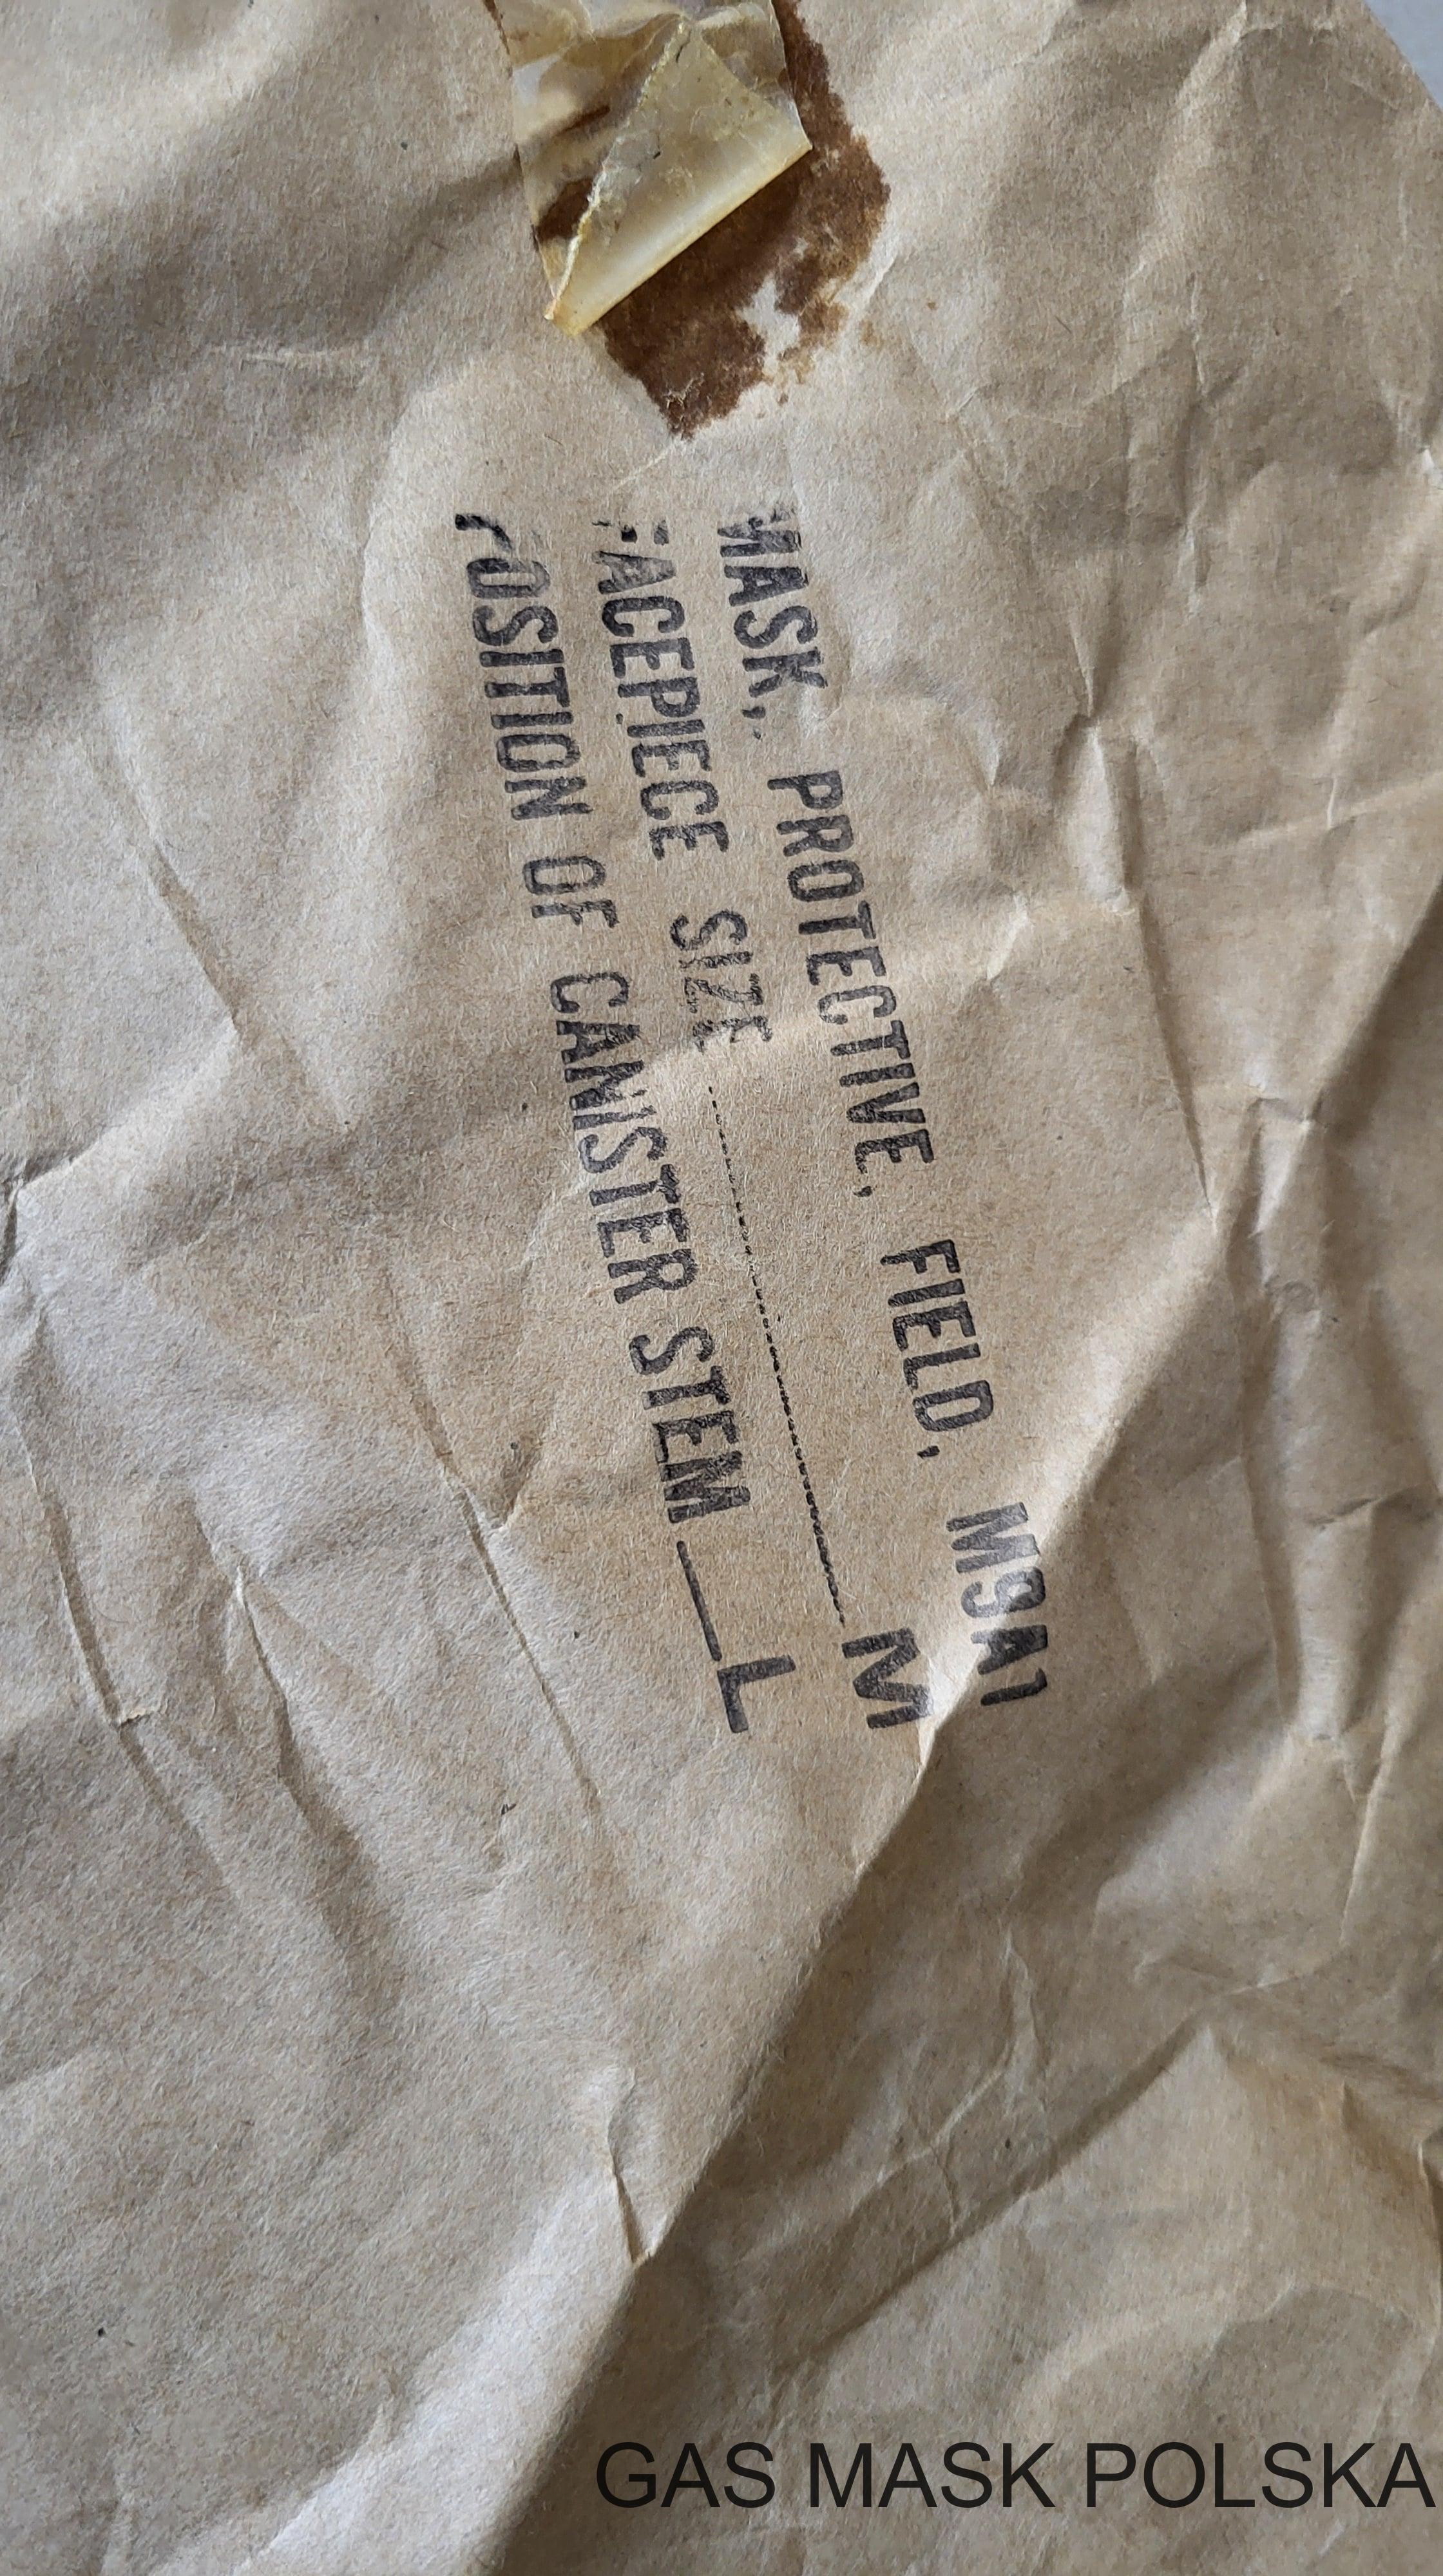 MASK, PROTECTIVE, FIELD, M9A1
FACEPIECE SIZE M
POSITION OF CANISTER STEM L
GAS MASK POLSKA